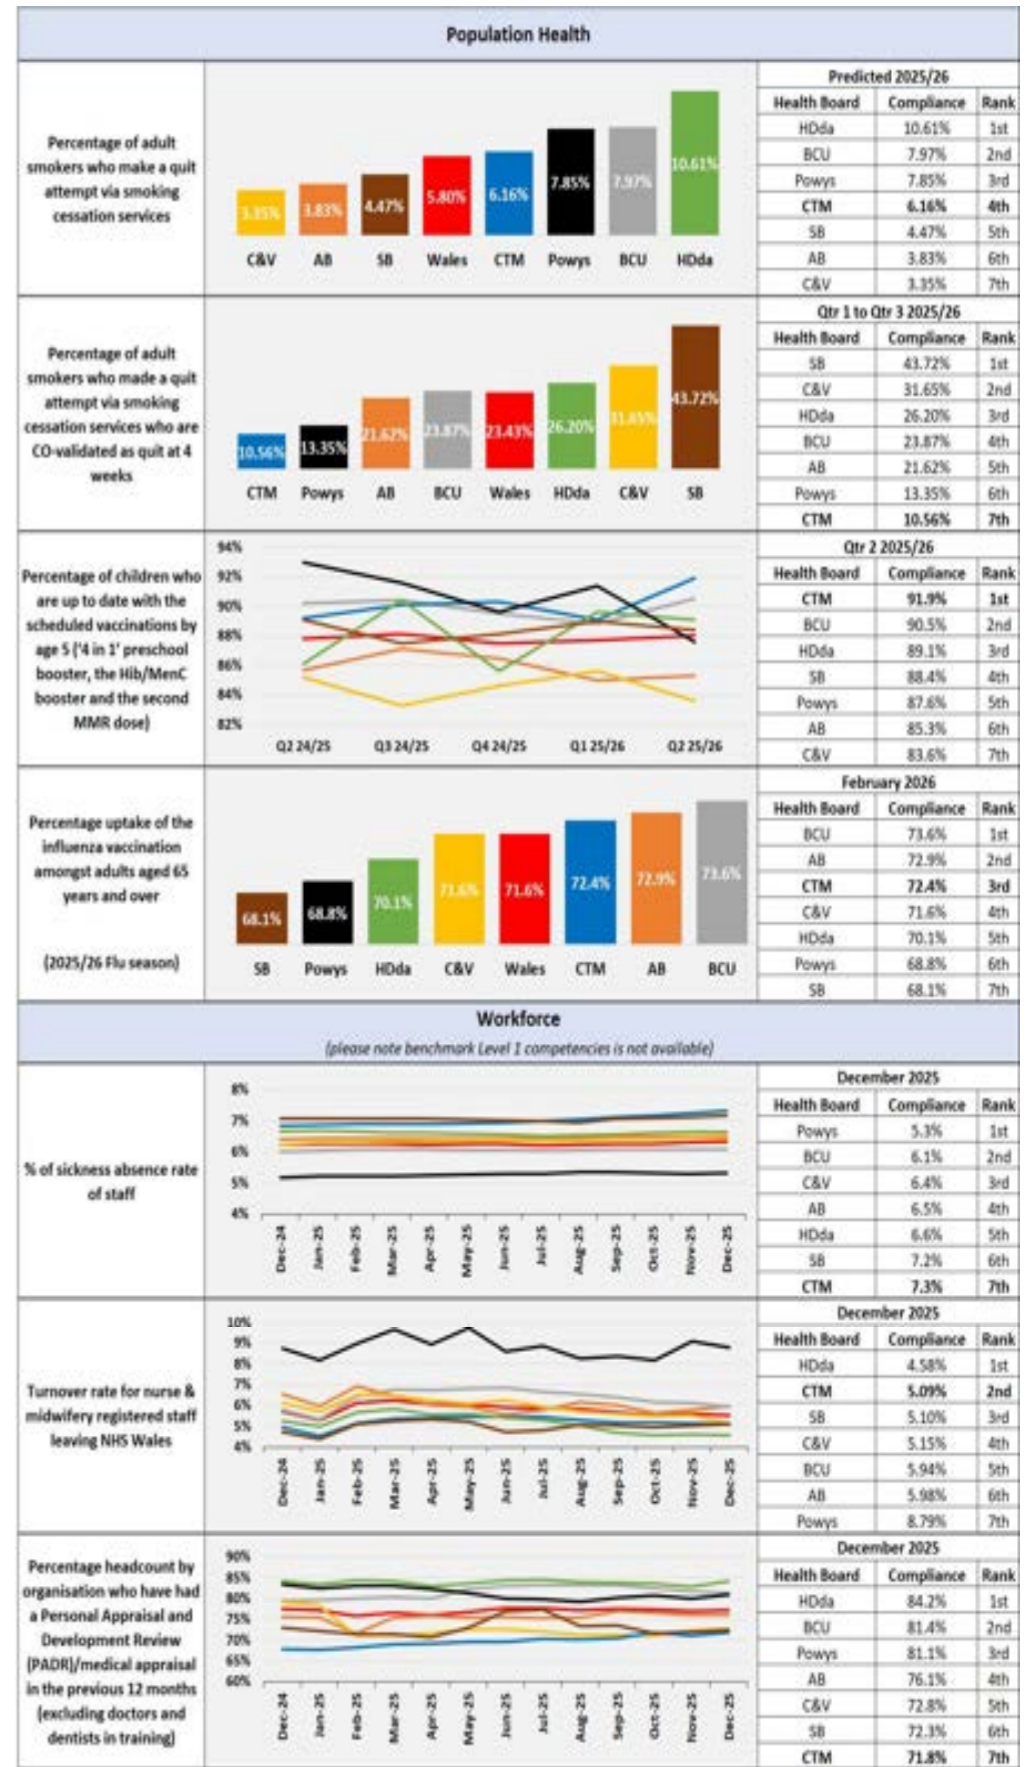 Population Health
Percentage of adult
smokers who make a quit
attempt via smoking
cessation services
3.35%
3.83%
4.47%
5.80%
6.16%
7.85%
7.97%
10.61%
C&V
AB
SB
Wales
CTM
Powys
BCU
HDda
Predicted 2025/26
Health Board Compliance Rank
HDda 10.61% 1st
BCU 7.97% 2nd
Powys 7.85% 3rd
CTM 6.16% 4th
SB 4.47% 5th
AB 3.83% 6th
C&V 3.35% 7th
Percentage of adult
smokers who made a quit
attempt via smoking
cessation services who are
CO-validated as quit at 4
weeks
10.56%
13.35%
21.62%
23.87%
23.43%
26.20%
31.65%
43.72%
CTM
Powys
AB
BCU
Wales
HDda
C&V
SB
Qtr 1 to Qtr 3 2025/26
Health Board Compliance Rank
SB 43.72% 1st
C&V 31.65% 2nd
HDda 26.20% 3rd
BCU 23.87% 4th
AB 21.62% 5th
Powys 13.35% 6th
CTM 10.56% 7th
Percentage of children who
are up to date with the
scheduled vaccinations by
age 5 ('4 in 1' preschool
booster, the Hib/MenC
booster and the second
MMR dose)
94%
92%
90%
88%
86%
84%
82%
Q2 24/25
Q3 24/25
Q4 24/25
Q1 25/26
Q2 25/26
Qtr 2 2025/26
Health Board Compliance Rank
CTM 91.9% 1st
BCU 90.5% 2nd
HDda 89.1% 3rd
SB 88.4% 4th
Powys 87.6% 5th
AB 85.3% 6th
C&V 83.6% 7th
Percentage uptake of the
influenza vaccination
amongst adults aged 65
years and over
(2025/26 Flu season)
68.1%
68.8%
70.1%
71.6%
71.6%
72.4%
72.9%
73.6%
SB
Powys
HDda
C&V
Wales
CTM
AB
BCU
February 2026
Health Board Compliance Rank
BCU 73.6% 1st
AB 72.9% 2nd
CTM 72.4% 3rd
C&V 71.6% 4th
HDda 70.1% 5th
Powys 68.8% 6th
SB 68.1% 7th
Workforce
(please note benchmark Level 1 competencies is not available)
% of sickness absence rate
of staff
8%
7%
6%
5%
4%
Dec-24
Jan-25
Feb-25
Mar-25
Apr-25
May-25
Jun-25
Jul-25
Aug-25
Sep-25
Oct-25
Nov-25
Dec-25
December 2025
Health Board Compliance Rank
Powys 5.3% 1st
BCU 6.1% 2nd
C&V 6.4% 3rd
AB 6.5% 4th
HDda 6.6% 5th
SB 7.2% 6th
CTM 7.3% 7th
Turnover rate for nurse &
midwifery registered staff
leaving NHS Wales
10%
9%
8%
7%
6%
5%
4%
Dec-24
Jan-25
Feb-25
Mar-25
Apr-25
May-25
Jun-25
Jul-25
Aug-25
Sep-25
Oct-25
Nov-25
Dec-25
December 2025
Health Board Compliance Rank
HDda 4.58% 1st
CTM 5.09% 2nd
SB 5.10% 3rd
C&V 5.15% 4th
BCU 5.94% 5th
AB 5.98% 6th
Powys 8.79% 7th
Percentage headcount by
organisation who have had
a Personal Appraisal and
Development Review
(PADR)/medical appraisal
in the previous 12 months
(excluding doctors and
dentists in training)
90%
85%
80%
75%
70%
65%
60%
Dec-24
Jan-25
Feb-25
Mar-25
Apr-25
May-25
Jun-25
Jul-25
Aug-25
Sep-25
Oct-25
Nov-25
Dec-25
December 2025
Health Board Compliance Rank
HDda 84.2% 1st
BCU 81.4% 2nd
Powys 81.1% 3rd
AB 76.1% 4th
C&V 72.8% 5th
SB 72.3% 6th
CTM 71.8% 7th